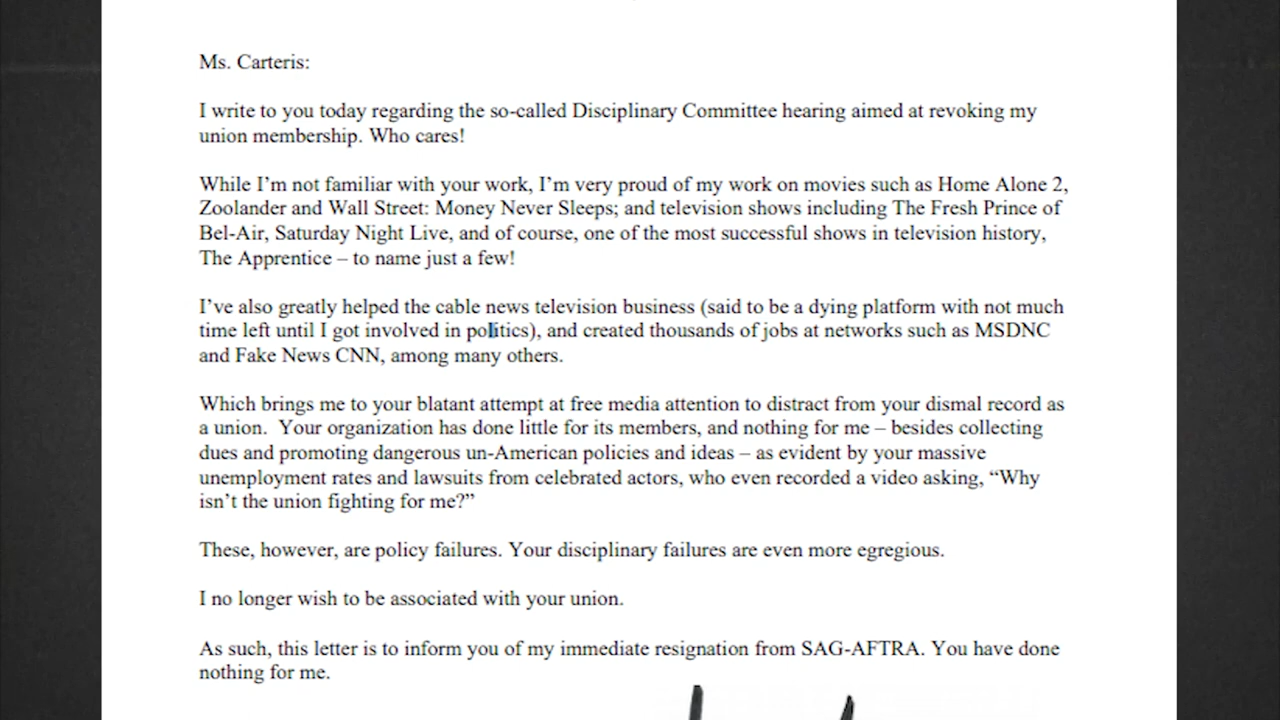 Ms. Carteris:
I write to you today regarding the so-called Disciplinary Committee hearing aimed at revoking my
union membership. Who cares!
While I’m not familiar with your work, I’m very proud of my work on movies such as Home Alone 2,
Zoolander and Wall Street: Money Never Sleeps; and television shows including The Fresh Prince of
Bel-Air, Saturday Night Live, and of course, one of the most successful shows in television history,
The Apprentice – to name just a few!
I’ve also greatly helped the cable news television business (said to be a dying platform with not much
time left until I got involved in politics), and created thousands of jobs at networks such as MSDNC
and Fake News CNN, among many others.
Which brings me to your blatant attempt at free media attention to distract from your dismal record as
a union.  Your organization has done little for its members, and nothing for me – besides collecting
dues and promoting dangerous un-American policies and ideas – as evident by your massive
unemployment rates and lawsuits from celebrated actors, who even recorded a video asking, “Why
isn’t the union fighting for me?”
These, however, are policy failures. Your disciplinary failures are even more egregious.
I no longer wish to be associated with your union.
As such, this letter is to inform you of my immediate resignation from SAG-AFTRA. You have done
nothing for me.